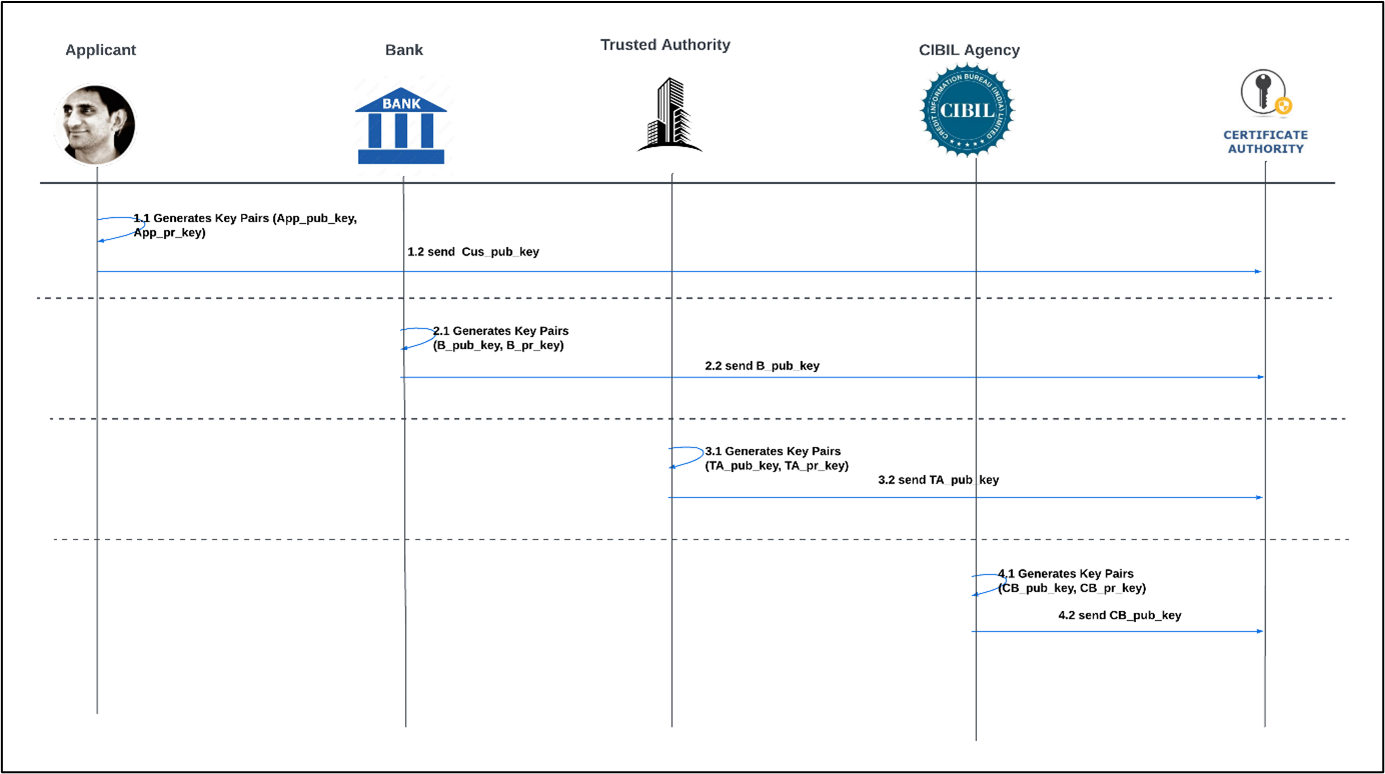 Applicant
Bank
Trusted Authority
CIBIL Agency
BANK
CREDIT INFORMATION BUREAU (INDIA) LIMITED
CIBIL
CERTIFICATE
AUTHORITY
1.1 Generates Key Pairs (App_pub_key,
App_pr_key)
1.2 send Cus_pub_key
2.1 Generates Key Pairs
(B_pub_key, B_pr_key)
2.2 send B_pub_key
3.1 Generates Key Pairs
(TA_pub_key, TA_pr_key)
3.2 send TA_pub_key
4.1 Generates Key Pairs
(CB_pub_key, CB_pr_key)
4.2 send CB_pub_key